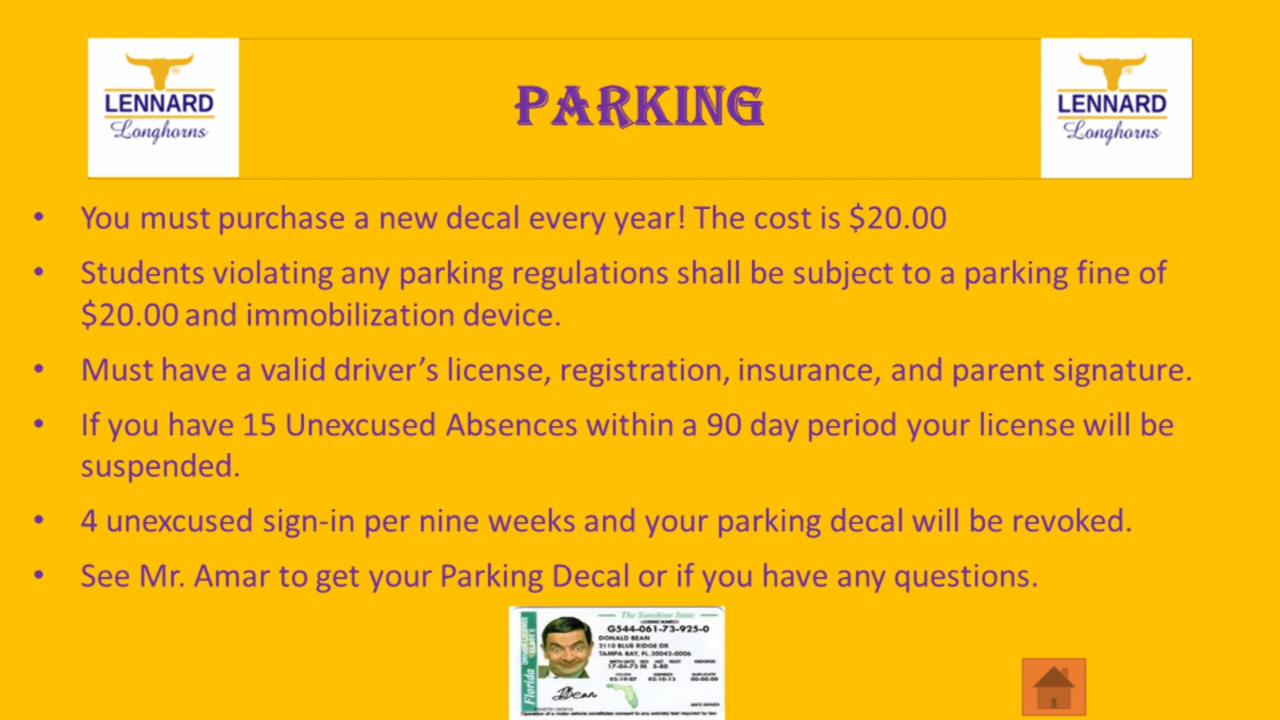 LENNARD
Longhorns
PARKING
LENNARD
Longhorns
• You must purchase a new decal every year! The cost is $20.00
• Students violating any parking regulations shall be subject to a parking fine of
$20.00 and immobilization device.
• Must have a valid driver’s license, registration, insurance, and parent signature.
• If you have 15 Unexcused Absences within a 90 day period your license will be
suspended.
• 4 unexcused sign-in per nine weeks and your parking decal will be revoked.
• See Mr. Amar to get your Parking Decal or if you have any questions.
The Sunshine State
G544-061-73-925-0
DONALD BEAN
2110 BLUE RIDGE DR
TAMPA BAY, FL 30042-0006
Florida